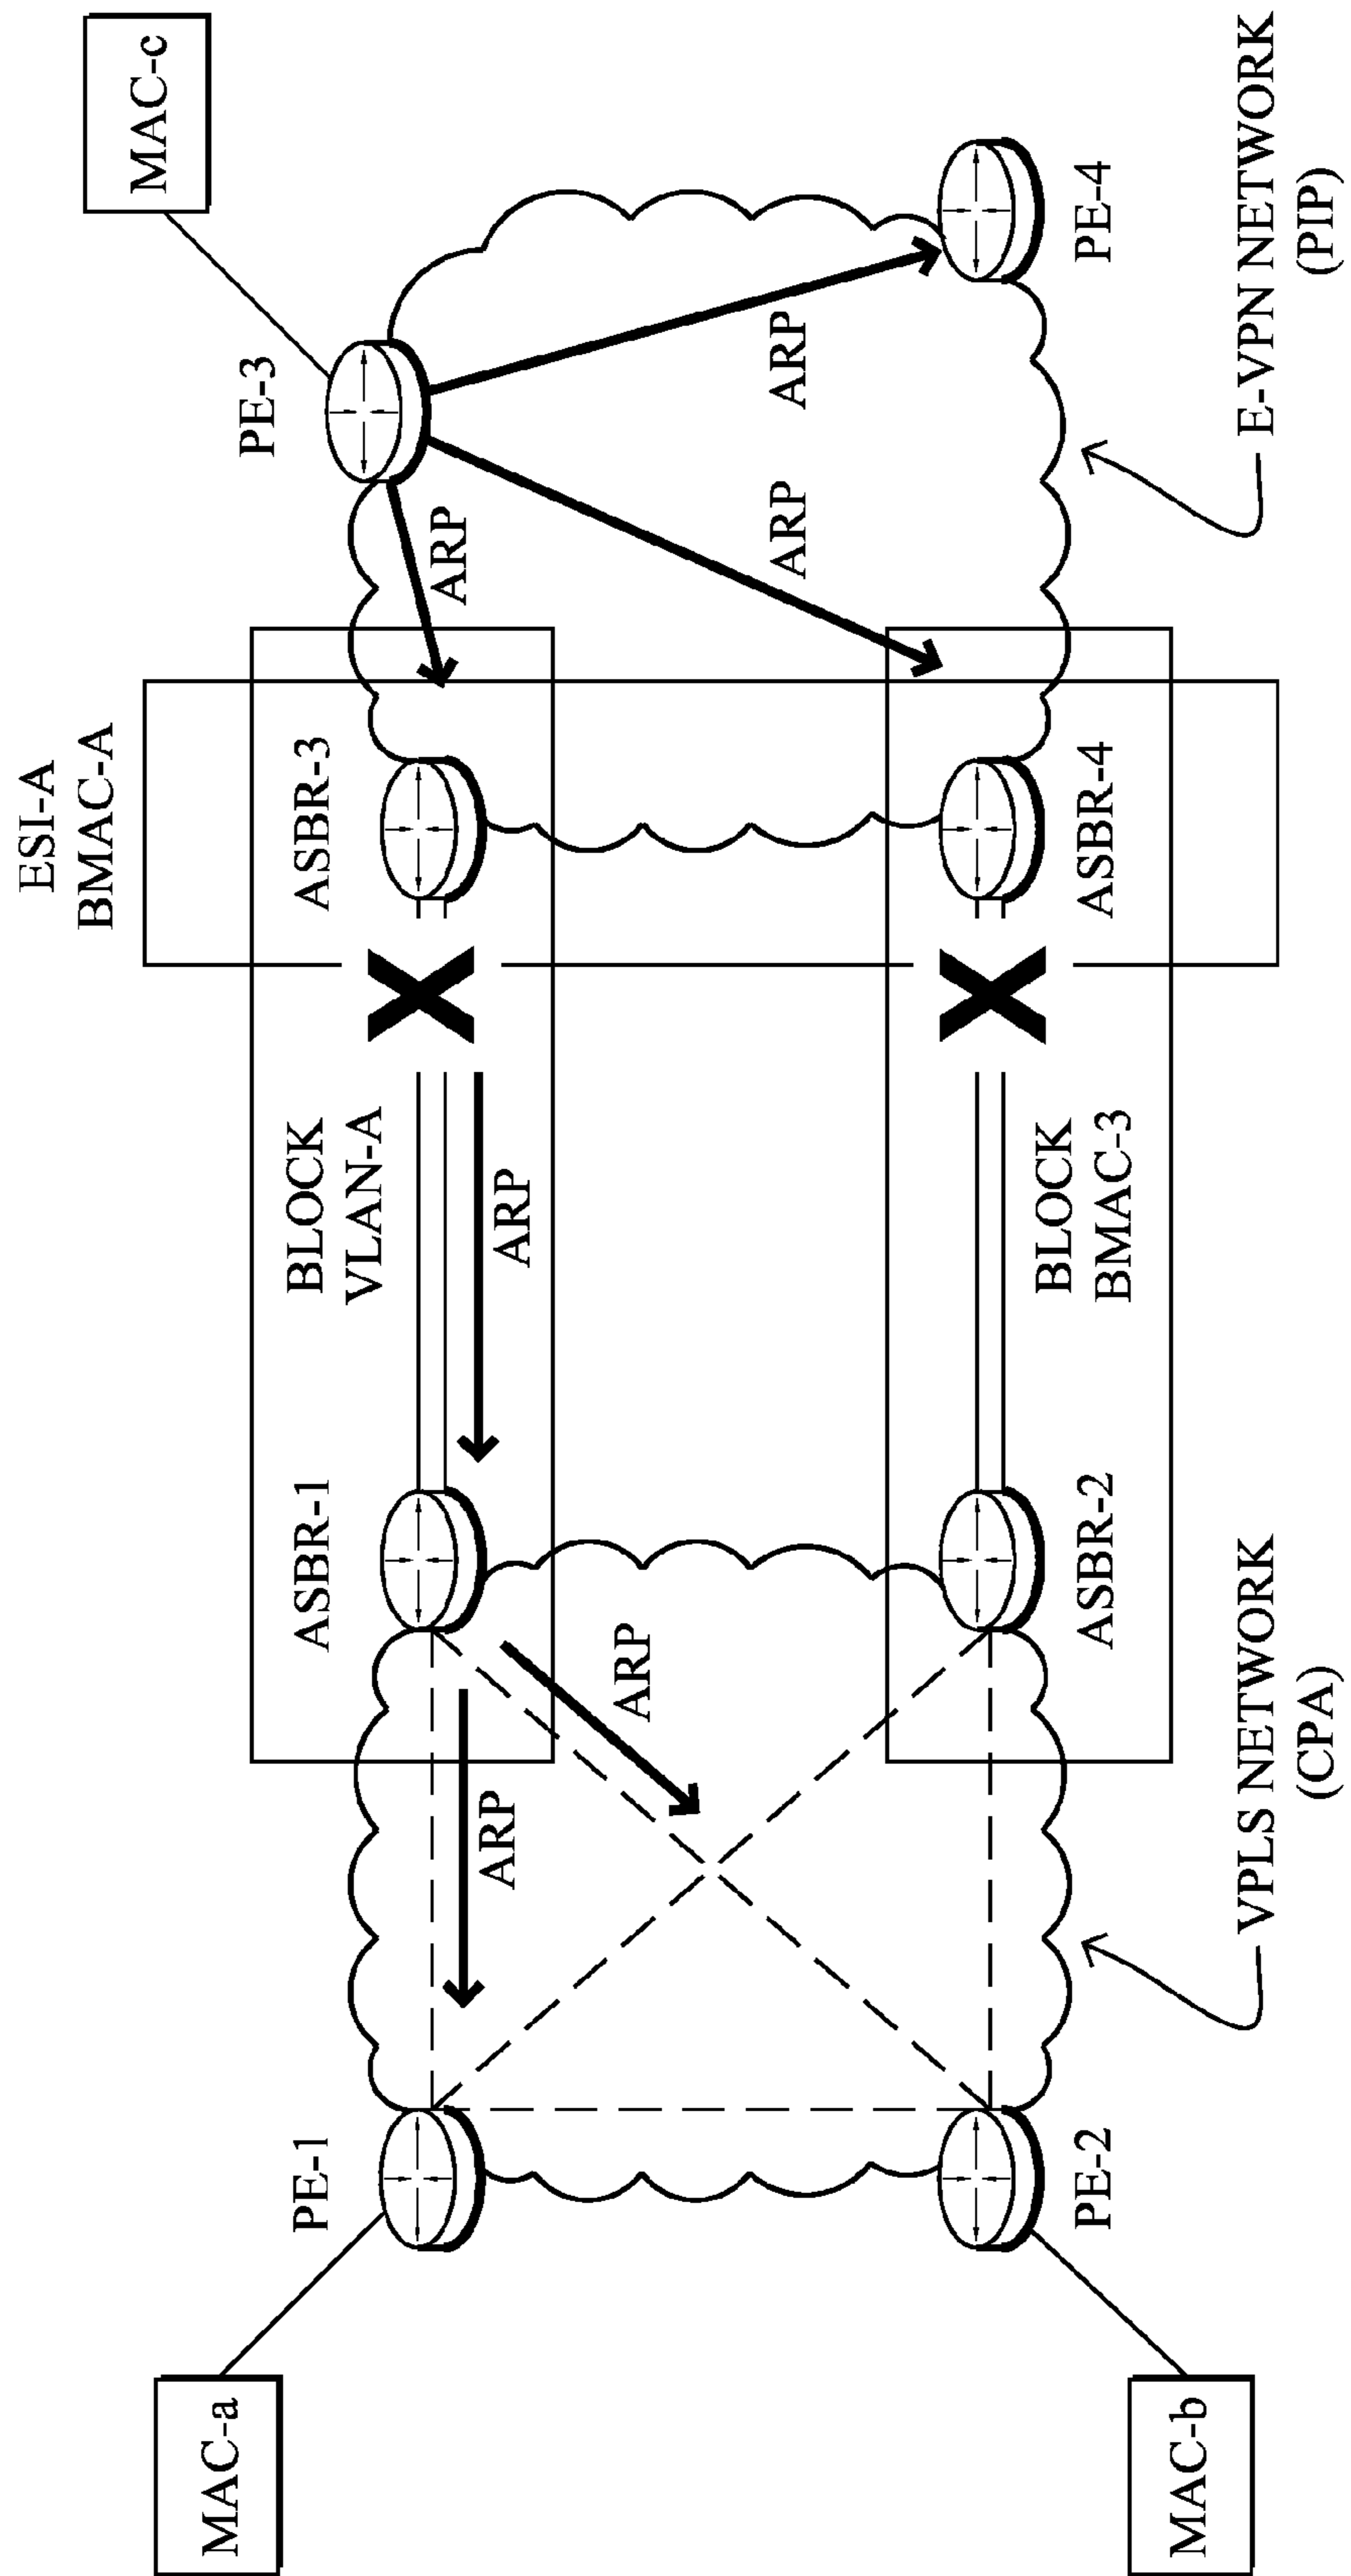 ESI-A
BMAC-A
MAC-c
PE-3
ASBR-1
BLOCK
VLAN-A
ASBR-3
PE-1
MAC-a
ARP
ARP
ARP
ARP
ARP
ARP
MAC-b
PE-2
ASBR-2
BLOCK
BMAC-3
ASBR-4
PE-4
VPLS NETWORK
(CPA)
E-VPN NETWORK
(PIP)